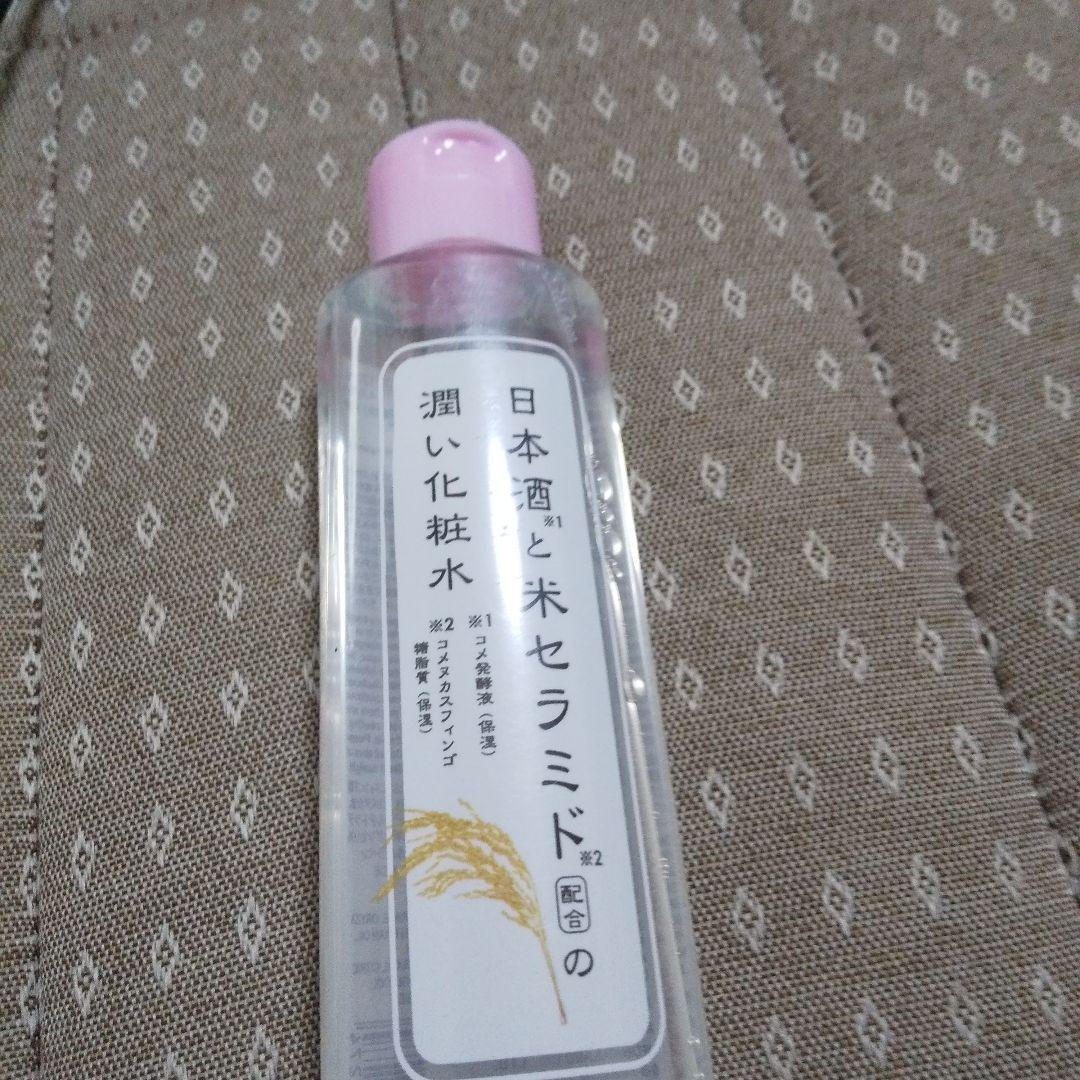 日本酒※1と米セラミド※2配合の
潤い化粧水
※1コメ発酵液（保湿）
※2コメヌカスフィンゴ
糖脂質（保湿）